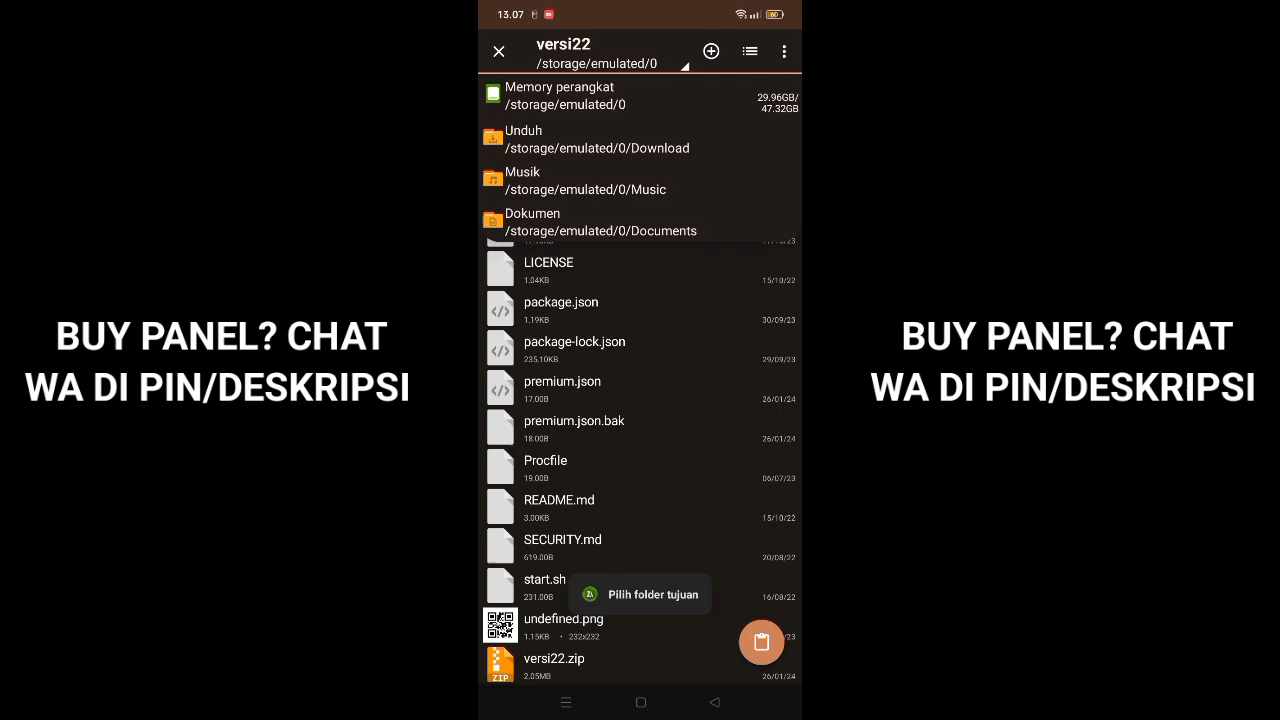 13.07
60
versi22
/storage/emulated/0
Memory perangkat
/storage/emulated/0
29.96GB/
47.32GB
Unduh
/storage/emulated/0/Download
Musik
/storage/emulated/0/Music
Dokumen
/storage/emulated/0/Documents
LICENSE
1.04KB
15/10/22
package.json
1.19KB
30/09/23
package-lock.json
235.10KB
29/09/23
premium.json
17.00B
26/01/24
premium.json.bak
18.00B
26/01/24
Procfile
19.00B
06/07/23
README.md
3.00KB
15/10/22
SECURITY.md
619.00B
20/08/22
start.sh
231.00B
16/08/22
Pilih folder tujuan
undefined.png
1.15KB • 232x232
/23
versi22.zip
ZIP
2.05MB
26/01/24
BUY PANEL? CHAT
WA DI PIN/DESKRIPSI
BUY PANEL? CHAT
WA DI PIN/DESKRIPSI